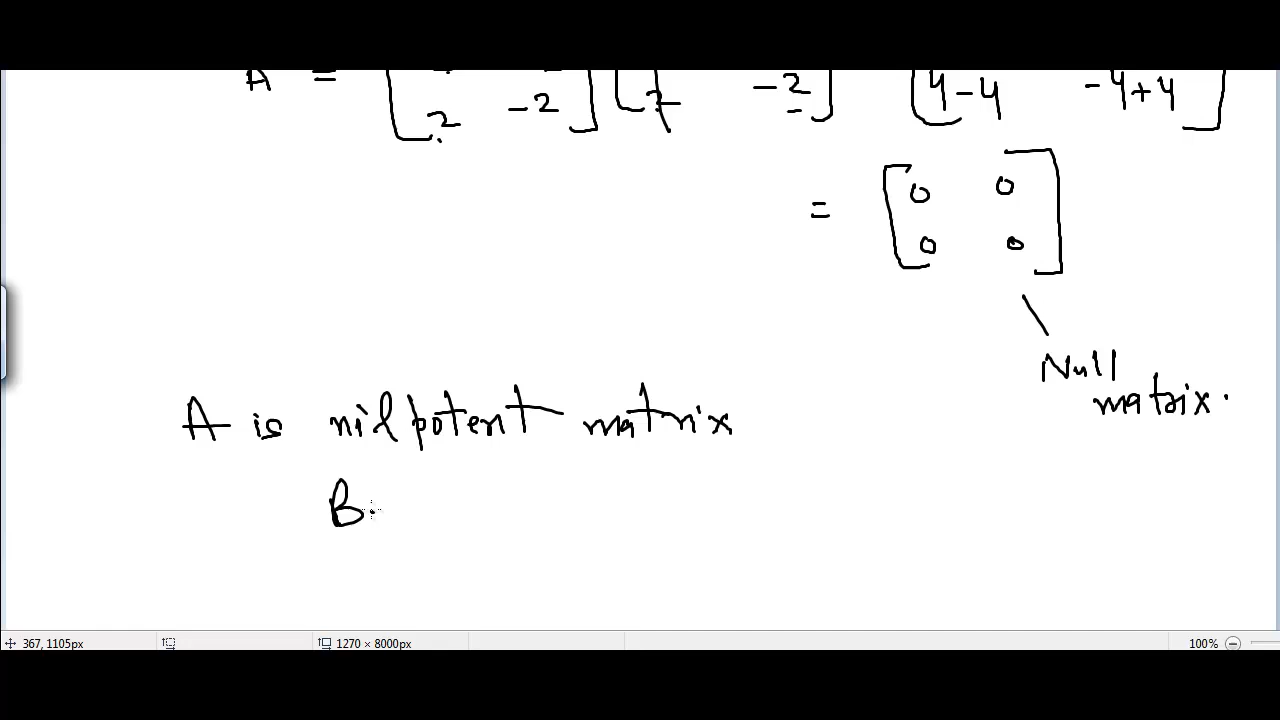 A =
2 -2 2 -2 4-4 -4+4
= 0 0
0 0
Null
matrix.
A is nilpotent matrix
B.
367, 1105px 1270 × 8000px 100%